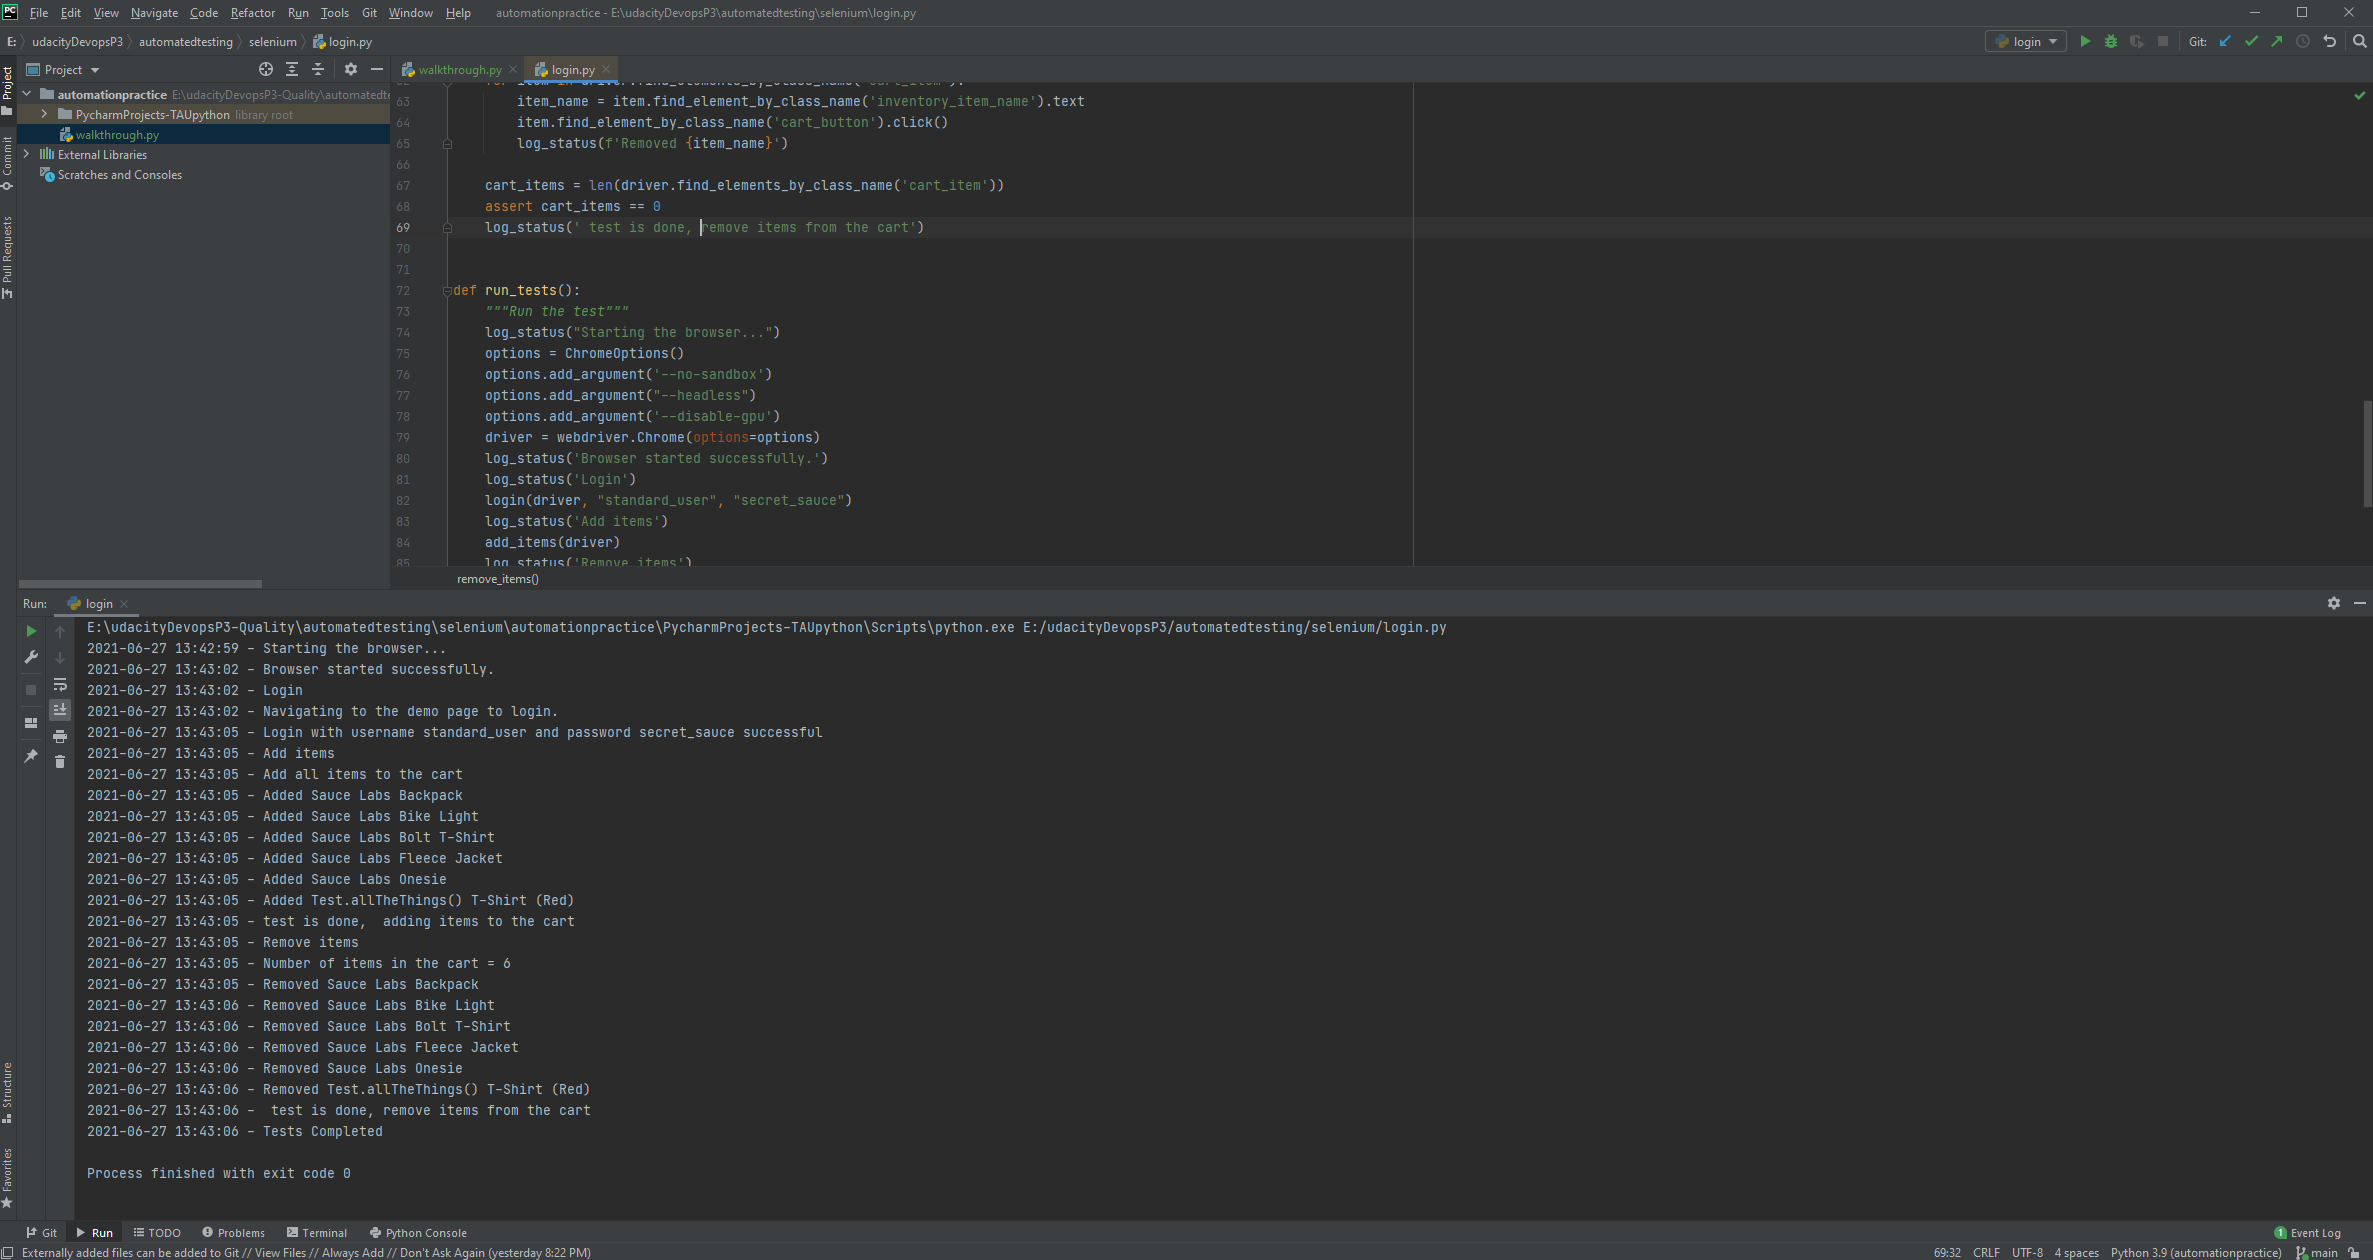 PC File Edit View Navigate Code Refactor Run Tools Git Window Help automationpractice - E:\udacityDevopsP3\automatedtesting\selenium\login.py
E: udacityDevopsP3 automatedtesting selenium login.py login Git:
Project
walkthrough.py login.py
automationpractice E:\udacityDevopsP3-Quality\automatedte
PycharmProjects-TAUpython library root
walkthrough.py
External Libraries
Scratches and Consoles
Project
Commit
Pull Requests
62 for item in driver.find_elements_by_class_name('cart_item'):
63 item_name = item.find_element_by_class_name('inventory_item_name').text
64 item.find_element_by_class_name('cart_button').click()
65 log_status(f'Removed {item_name}')
66
67 cart_items = len(driver.find_elements_by_class_name('cart_item'))
68 assert cart_items == 0
69 log_status(' test is done, remove items from the cart')
70
71
72 def run_tests():
73 """Run the test"""
74 log_status("Starting the browser...")
75 options = ChromeOptions()
76 options.add_argument('--no-sandbox')
77 options.add_argument("--headless")
78 options.add_argument('--disable-gpu')
79 driver = webdriver.Chrome(options=options)
80 log_status('Browser started successfully.')
81 log_status('Login')
82 login(driver, "standard_user", "secret_sauce")
83 log_status('Add items')
84 add_items(driver)
85 log_status('Remove items')
remove_items()
Run: login
E:\udacityDevopsP3-Quality\automatedtesting\selenium\automationpractice\PycharmProjects-TAUpython\Scripts\python.exe E:/udacityDevopsP3/automatedtesting/selenium/login.py
2021-06-27 13:42:59 - Starting the browser...
2021-06-27 13:43:02 - Browser started successfully.
2021-06-27 13:43:02 - Login
2021-06-27 13:43:02 - Navigating to the demo page to login.
2021-06-27 13:43:05 - Login with username standard_user and password secret_sauce successful
2021-06-27 13:43:05 - Add items
2021-06-27 13:43:05 - Add all items to the cart
2021-06-27 13:43:05 - Added Sauce Labs Backpack
2021-06-27 13:43:05 - Added Sauce Labs Bike Light
2021-06-27 13:43:05 - Added Sauce Labs Bolt T-Shirt
2021-06-27 13:43:05 - Added Sauce Labs Fleece Jacket
2021-06-27 13:43:05 - Added Sauce Labs Onesie
2021-06-27 13:43:05 - Added Test.allTheThings() T-Shirt (Red)
2021-06-27 13:43:05 - test is done,  adding items to the cart
2021-06-27 13:43:05 - Remove items
2021-06-27 13:43:05 - Number of items in the cart = 6
2021-06-27 13:43:05 - Removed Sauce Labs Backpack
2021-06-27 13:43:06 - Removed Sauce Labs Bike Light
2021-06-27 13:43:06 - Removed Sauce Labs Bolt T-Shirt
2021-06-27 13:43:06 - Removed Sauce Labs Fleece Jacket
2021-06-27 13:43:06 - Removed Sauce Labs Onesie
2021-06-27 13:43:06 - Removed Test.allTheThings() T-Shirt (Red)
2021-06-27 13:43:06 -  test is done, remove items from the cart
2021-06-27 13:43:06 - Tests Completed
Process finished with exit code 0
Structure
Favorites
Git Run TODO Problems Terminal Python Console 1 Event Log
Externally added files can be added to Git // View Files // Always Add // Don't Ask Again (yesterday 8:22 PM) 69:32 CRLF UTF-8 4 spaces Python 3.9 (automationpractice) main